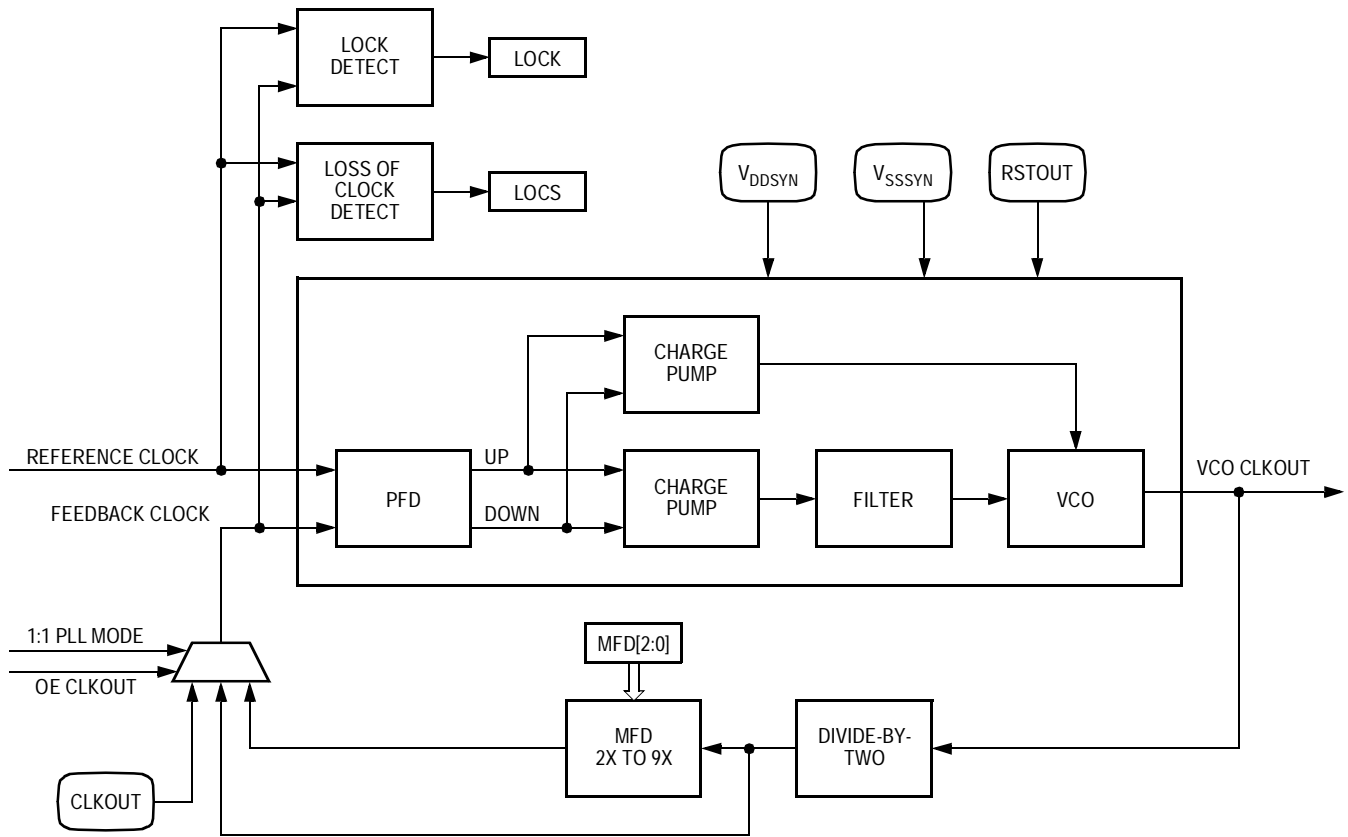 LOCK
DETECT
LOCK
LOSS OF
CLOCK
DETECT
LOCS
VDDSYN
VSSSYN
RSTOUT
CHARGE
PUMP
REFERENCE CLOCK
UP
VCO CLKOUT
PFD
CHARGE
PUMP
FILTER
VCO
FEEDBACK CLOCK
DOWN
1:1 PLL MODE
MFD[2:0]
OE CLKOUT
MFD
2X TO 9X
DIVIDE-BY-
TWO
CLKOUT